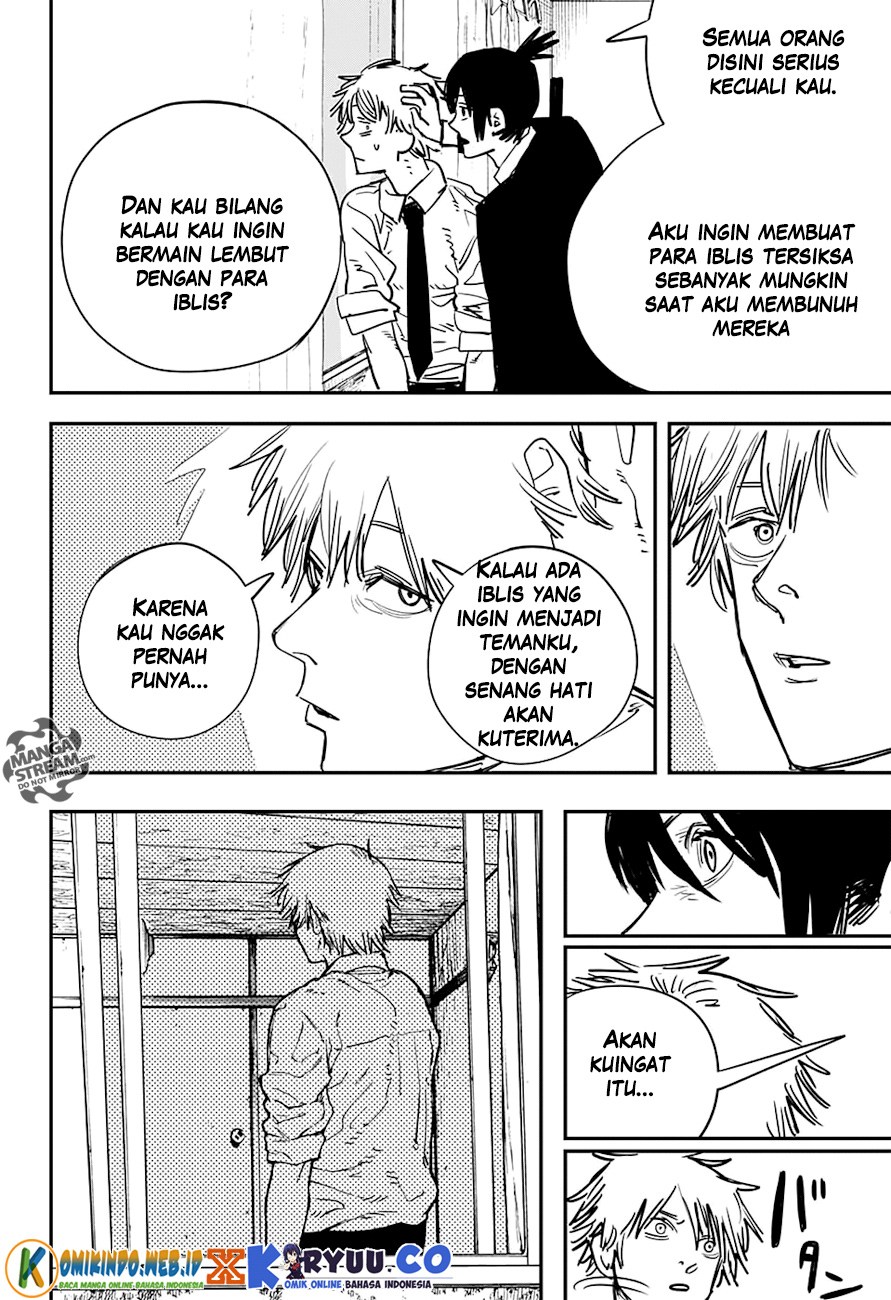 SEMUA ORANG
DISINI SERIUS
KECUALI KAU.
AKU INGIN MEMBUAT
PARA IBLIS TERSIKSA
SEBANYAK MUNGKIN
SAAT AKU MEMBUNUH
MEREKA
DAN KAU BILANG
KALAU KAU INGIN
BERMAIN LEMBUT
DENGAN PARA
IBLIS?
KALAU ADA
IBLIS YANG
INGIN MENJADI
TEMANKU,
DENGAN
SENANG HATI
AKAN
KUTERIMA.
KARENA
KAU NGGAK
PERNAH
PUNYA...
MANGA
STREAM
.COM
DO NOT MIRROR
AKAN
KUINGAT
ITU...
バタン
KOMIKINDO.WEB.ID
BACA MANGA ONLINE BAHASA INDONESIA
X
KIRYUU.CO
OMIK ONLINE BAHASA INDONESIA